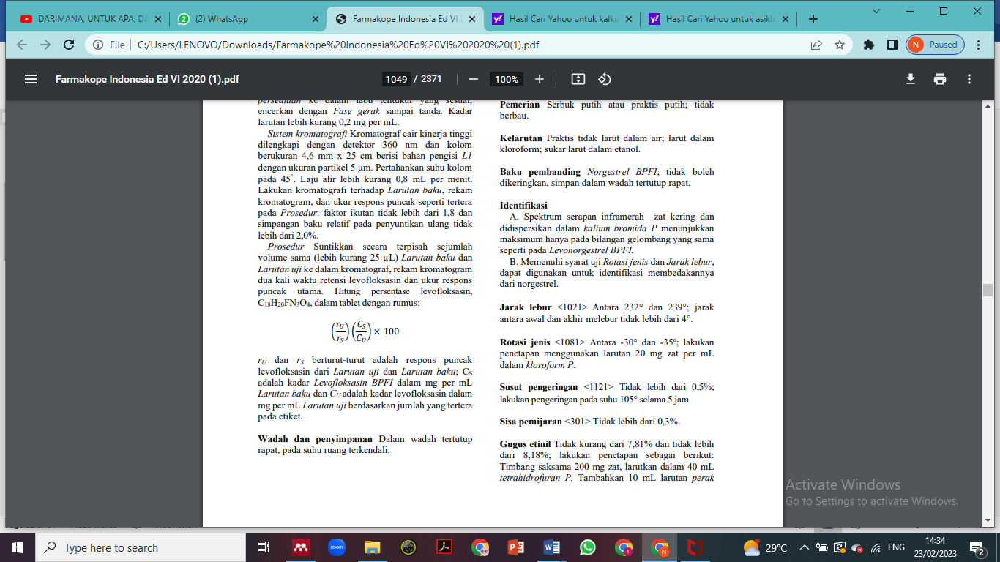 DARIMANA, UNTUK APA, DA
(2) WhatsApp
Farmakope Indonesia Ed VI 2
Hasil Cari Yahoo untuk kalku
Hasil Cari Yahoo untuk asikl
File
C:/Users/LENOVO/Downloads/Farmakope%20Indonesia%20Ed%20VI%202020%20(1).pdf
N Paused
Farmakope Indonesia Ed VI 2020 (1).pdf
1049 / 2371
100%
persediaan ke dalam labu tentukur yang sesuai,
encerkan dengan Fase gerak sampai tanda. Kadar
larutan lebih kurang 0,2 mg per mL.
Sistem kromatografi Kromatograf cair kinerja tinggi
dilengkapi dengan detektor 360 nm dan kolom
berukuran 4,6 mm x 25 cm berisi bahan pengisi L1
dengan ukuran partikel 5 µm. Pertahankan suhu kolom
pada 45°. Laju alir lebih kurang 0,8 mL per menit.
Lakukan kromatografi terhadap Larutan baku, rekam
kromatogram, dan ukur respons puncak seperti tertera
pada Prosedur: faktor ikutan tidak lebih dari 1,8 dan
simpangan baku relatif pada penyuntikan ulang tidak
lebih dari 2,0%.
Prosedur Suntikkan secara terpisah sejumlah
volume sama (lebih kurang 25 µL) Larutan baku dan
Larutan uji ke dalam kromatograf, rekam kromatogram
dua kali waktu retensi levofloksasin dan ukur respons
puncak utama. Hitung persentase levofloksasin,
C18H20FN3O4, dalam tablet dengan rumus:
(rU/rS) (CS/CU) × 100
rU dan rS berturut-turut adalah respons puncak
levofloksasin dari Larutan uji dan Larutan baku; CS
adalah kadar Levofloksasin BPFI dalam mg per mL
Larutan baku dan CU adalah kadar levofloksasin dalam
mg per mL Larutan uji berdasarkan jumlah yang tertera
pada etiket.
Wadah dan penyimpanan Dalam wadah tertutup
rapat, pada suhu ruang terkendali.
Pemerian Serbuk putih atau praktis putih; tidak
berbau.
Kelarutan Praktis tidak larut dalam air; larut dalam
kloroform; sukar larut dalam etanol.
Baku pembanding Norgestrel BPFI; tidak boleh
dikeringkan, simpan dalam wadah tertutup rapat.
Identifikasi
A. Spektrum serapan inframerah zat kering dan
didispersikan dalam kalium bromida P menunjukkan
maksimum hanya pada bilangan gelombang yang sama
seperti pada Levonorgestrel BPFI.
B. Memenuhi syarat uji Rotasi jenis dan Jarak lebur,
dapat digunakan untuk identifikasi membedakannya
dari norgestrel.
Jarak lebur <1021> Antara 232° dan 239°; jarak
antara awal dan akhir melebur tidak lebih dari 4°.
Rotasi jenis <1081> Antara -30° dan -35°; lakukan
penetapan menggunakan larutan 20 mg zat per mL
dalam kloroform P.
Susut pengeringan <1121> Tidak lebih dari 0,5%;
lakukan pengeringan pada suhu 105° selama 5 jam.
Sisa pemijaran <301> Tidak lebih dari 0,3%.
Gugus etinil Tidak kurang dari 7,81% dan tidak lebih
dari 8,18%; lakukan penetapan sebagai berikut:
Timbang saksama 200 mg zat, larutkan dalam 40 mL
tetrahidrofuran P. Tambahkan 10 mL larutan perak
Activate Windows
Go to Settings to activate Windows.
Type here to search
zoom
29°C
ENG
14:34
23/02/2023
2